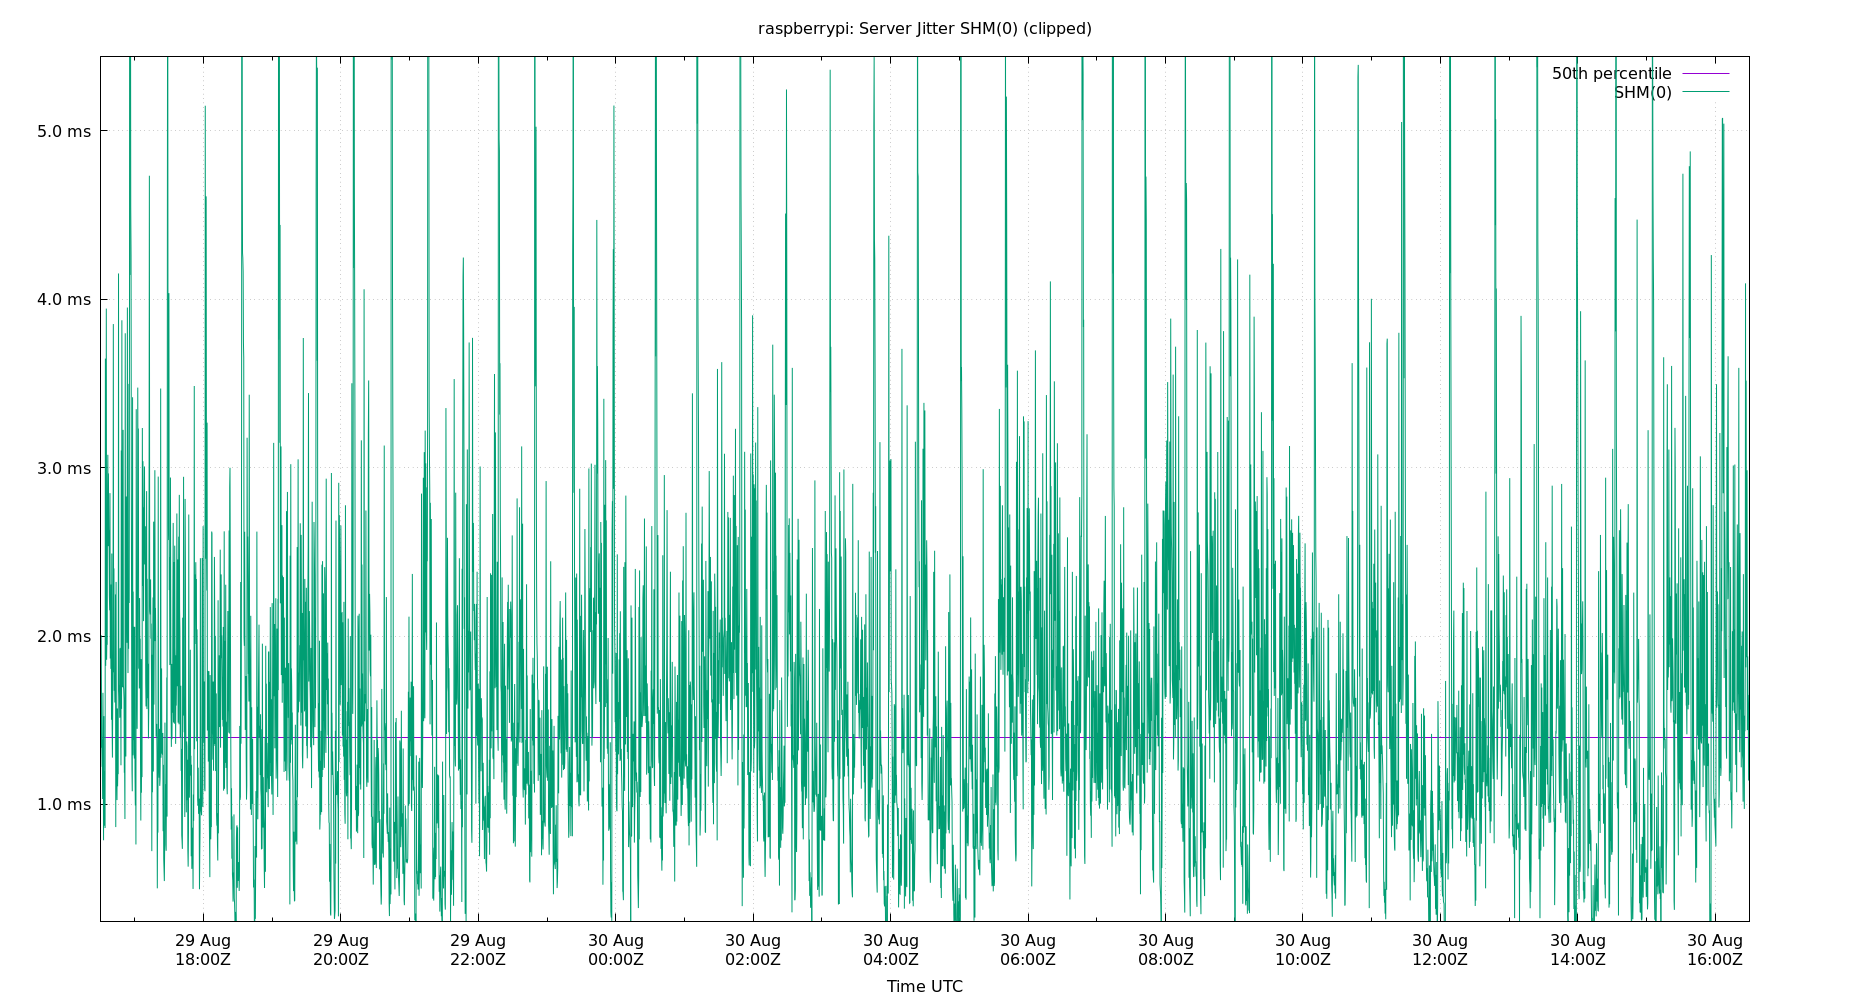 raspberrypi: Server Jitter SHM(0) (clipped)
50th percentile
SHM(0)
5.0 ms
4.0 ms
3.0 ms
2.0 ms
1.0 ms
29 Aug 29 Aug 29 Aug 30 Aug 30 Aug 30 Aug 30 Aug 30 Aug 30 Aug 30 Aug 30 Aug 30 Aug
18:00Z 20:00Z 22:00Z 00:00Z 02:00Z 04:00Z 06:00Z 08:00Z 10:00Z 12:00Z 14:00Z 16:00Z
Time UTC